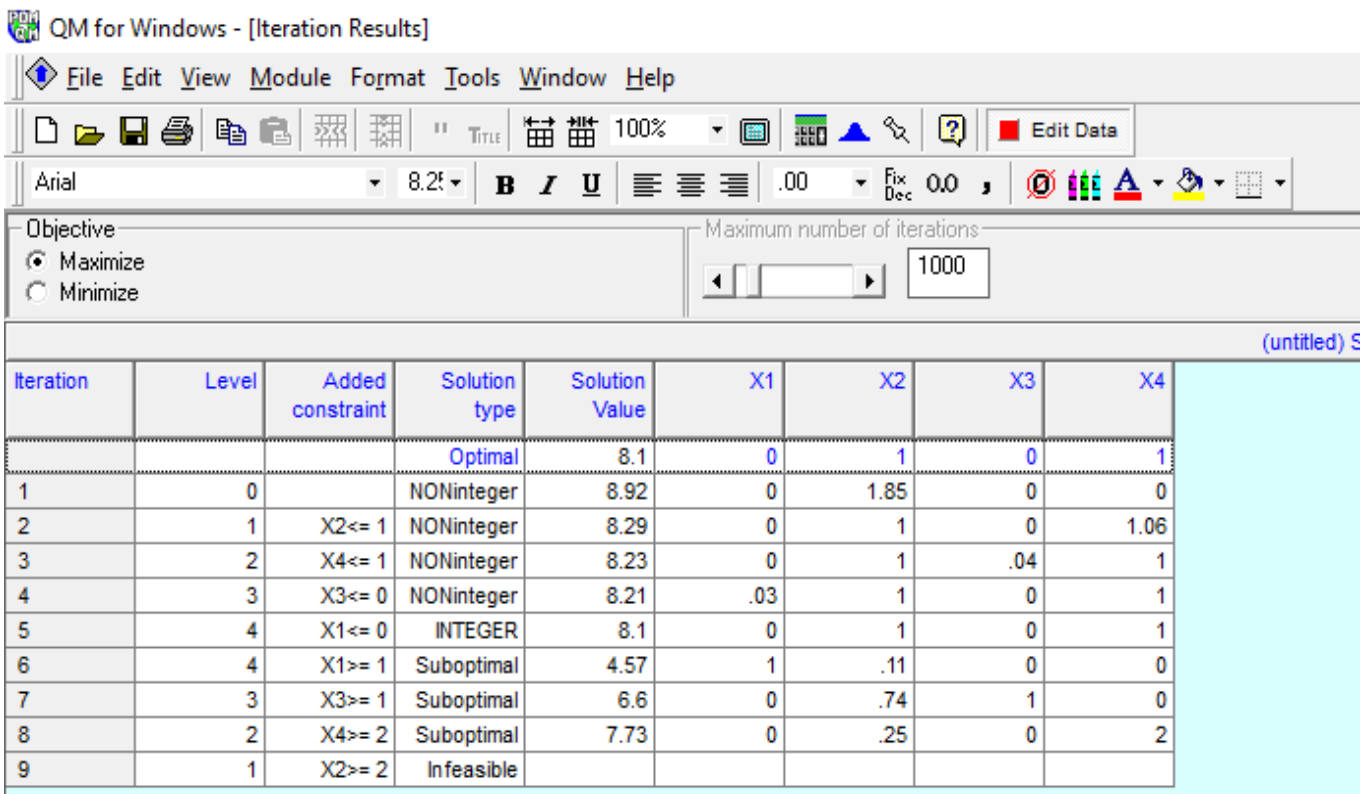 QM for Windows - [Iteration Results]
File Edit View Module Format Tools Window Help
TITLE 100% Edit Data
Arial 8.2 B I U .00 Fix Dec 0.0 , A
Objective
Maximize
Minimize
Maximum number of iterations
1000
(untitled) S
Iteration Level Added constraint Solution type Solution Value X1 X2 X3 X4
Optimal 8.1 0 1 0 1
1 0 NONinteger 8.92 0 1.85 0 0
2 1 X2<= 1 NONinteger 8.29 0 1 0 1.06
3 2 X4<= 1 NONinteger 8.23 0 1 .04 1
4 3 X3<= 0 NONinteger 8.21 .03 1 0 1
5 4 X1<= 0 INTEGER 8.1 0 1 0 1
6 4 X1>= 1 Suboptimal 4.57 1 .11 0 0
7 3 X3>= 1 Suboptimal 6.6 0 .74 1 0
8 2 X4>= 2 Suboptimal 7.73 0 .25 0 2
9 1 X2>= 2 Infeasible